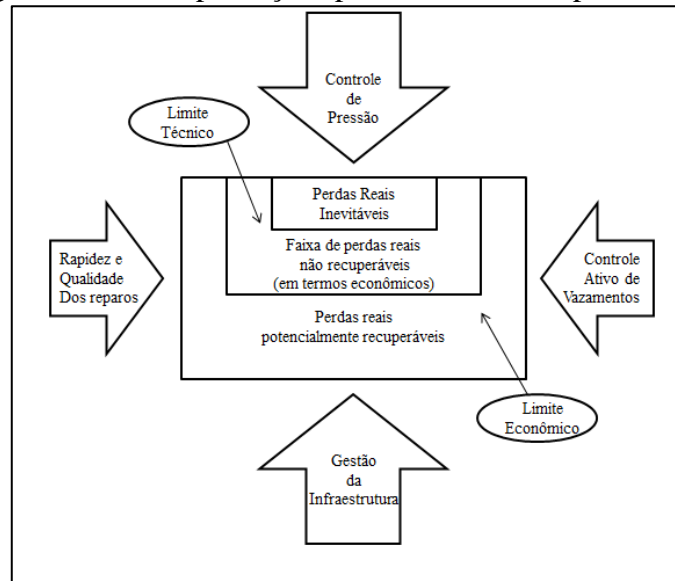 Controle
de
Pressão
Limite
Técnico
Perdas Reais
Inevitáveis
Rapidez e
Qualidade
Dos reparos
Faixa de perdas reais
não recuperáveis
(em termos econômicos)
Controle
Ativo de
Vazamentos
Perdas reais
potencialmente recuperáveis
Limite
Econômico
Gestão
da
Infraestrutura